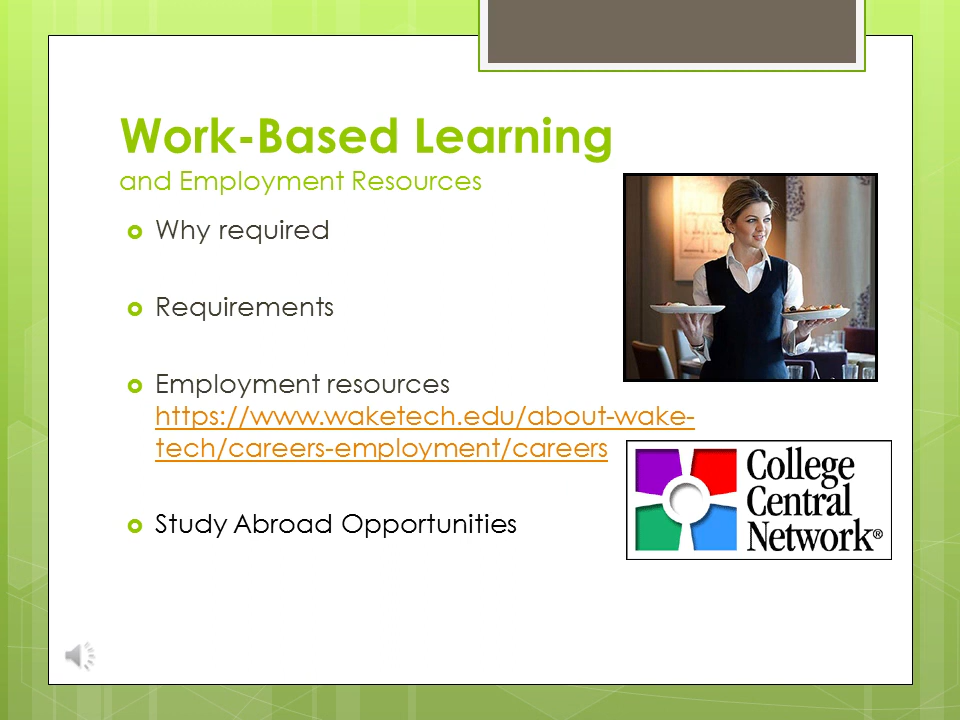 Work-Based Learning
and Employment Resources
Why required
Requirements
Employment resources
https://www.waketech.edu/about-wake-
tech/careers-employment/careers
Study Abroad Opportunities
College
Central
Network®